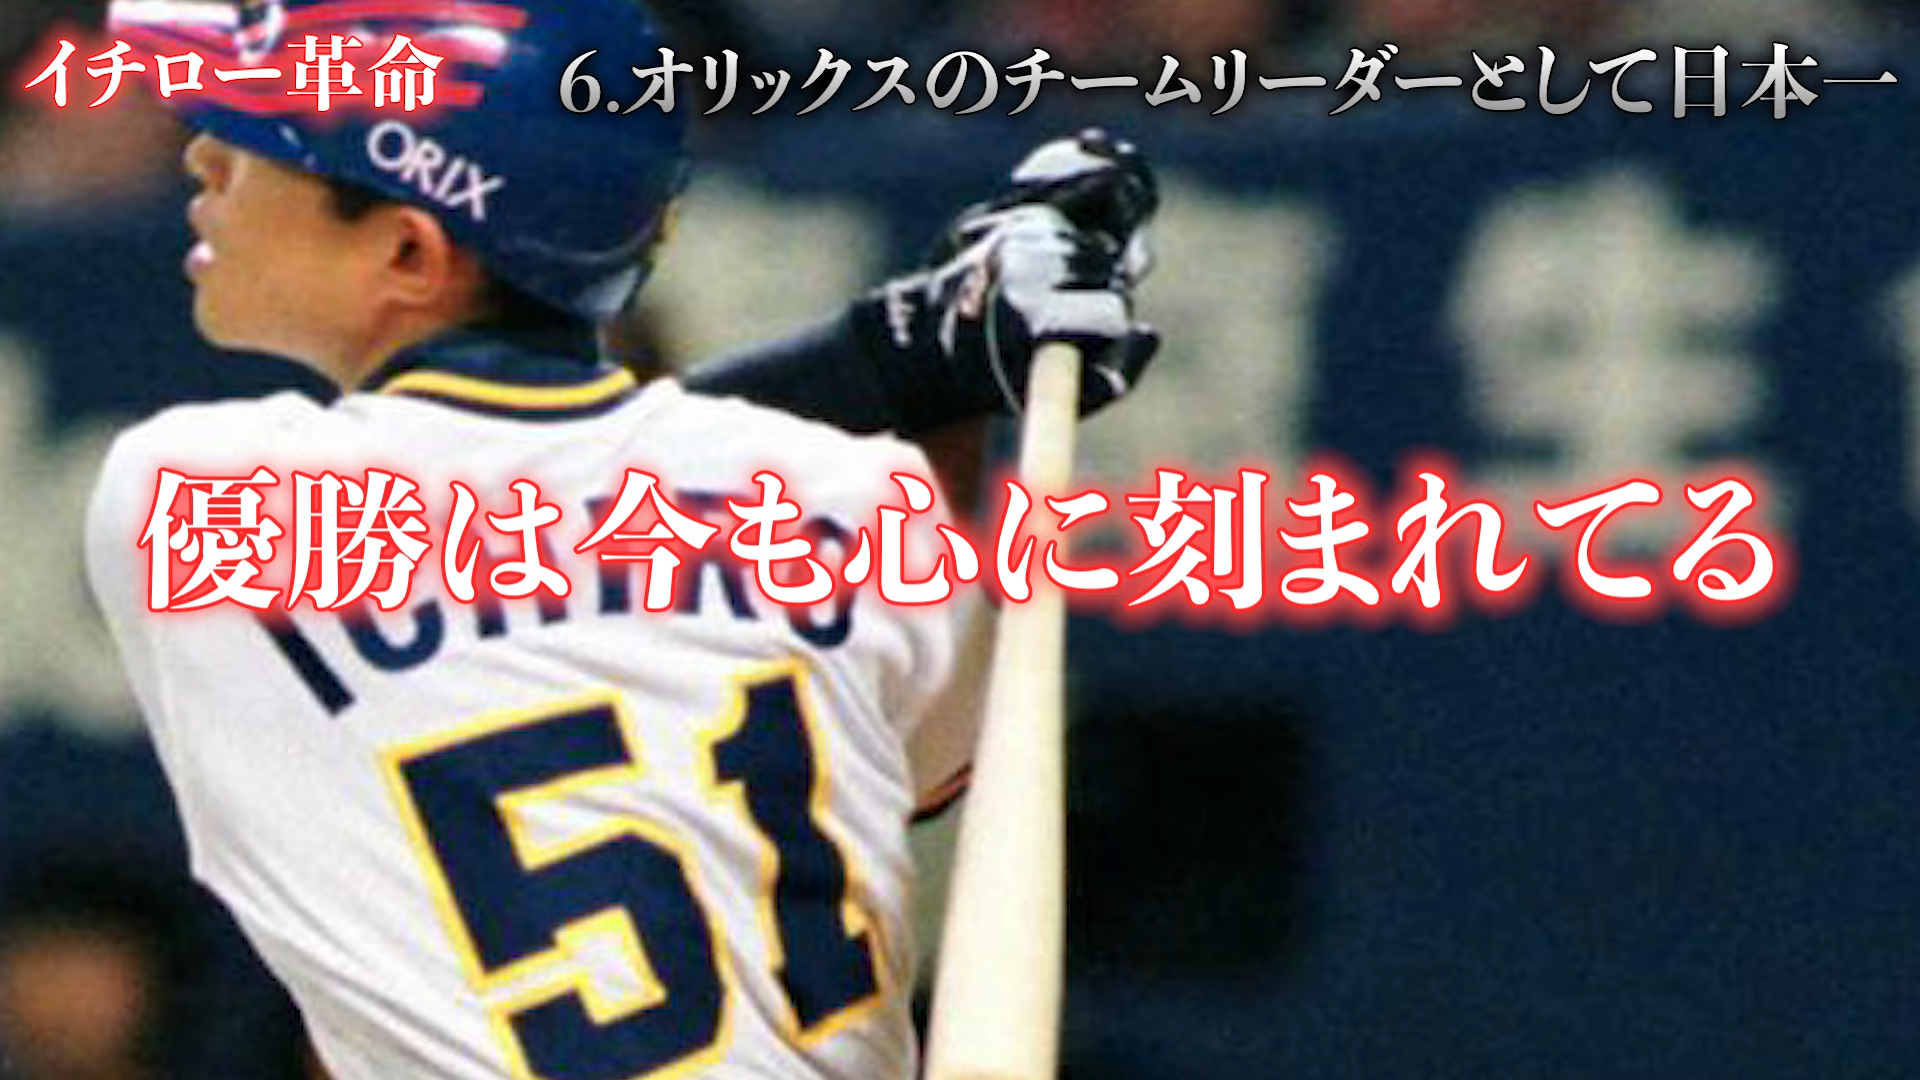 イチロー革命
6.オリックスのチームリーダーとして日本一
ORIX
優勝は今も心に刻まれてる
ICHIRO
51